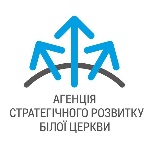 АГЕНЦІЯ
СТРАТЕГІЧНОГО РОЗВИТКУ
БІЛОЇ ЦЕРКВИ